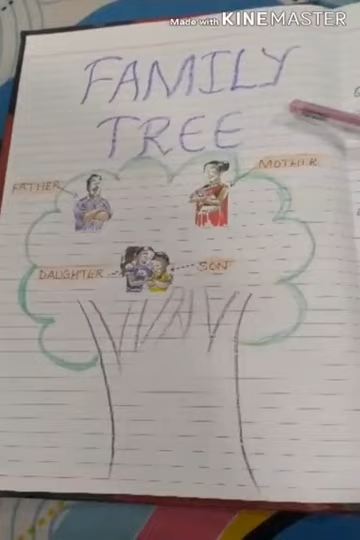 Made with KINEMASTER
FAMILY
TREE
MOTHER
FATHER
DAUGHTER
SON